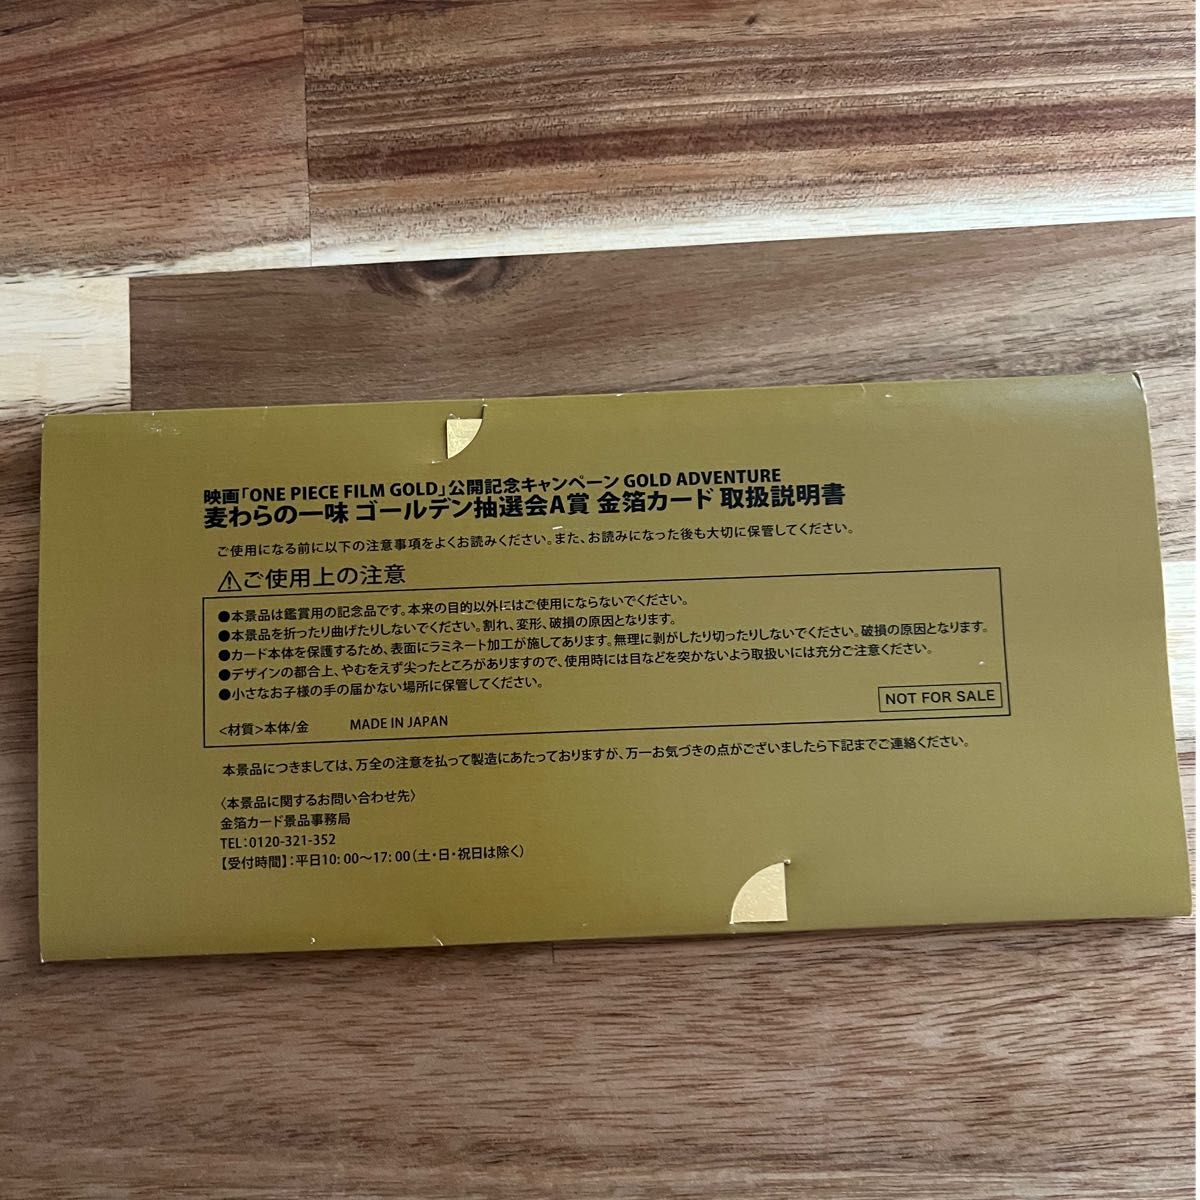 映画「ONE PIECE FILM GOLD」公開記念キャンペーン GOLD ADVENTURE
麦わらの一味 ゴールデン抽選会A賞 金箔カード 取扱説明書
ご使用になる前に以下の注意事項をよくお読みください。また、お読みになった後も大切に保管してください。
⚠ご使用上の注意
●本景品は鑑賞用の記念品です。本来の目的以外にはご使用にならないでください。
●本景品を折ったり曲げたりしないでください。割れ、変形、破損の原因となります。
●カード本体を保護するため、表面にラミネート加工が施してあります。無理に剥がしたり切ったりしないでください。破損の原因となります。
●デザインの都合上、やむをえず尖ったところがありますので、使用時には目などを突かないよう取扱いには充分ご注意ください。
●小さなお子様の手の届かない場所に保管してください。
NOT FOR SALE
<材質>本体/金 MADE IN JAPAN
本景品につきましては、万全の注意を払って製造にあたっておりますが、万一お気づきの点がございましたら下記までご連絡ください。
〈本景品に関するお問い合わせ先〉
金箔カード景品事務局
TEL:0120-321-352
【受付時間】:平日10:00～17:00(土・日・祝日は除く)